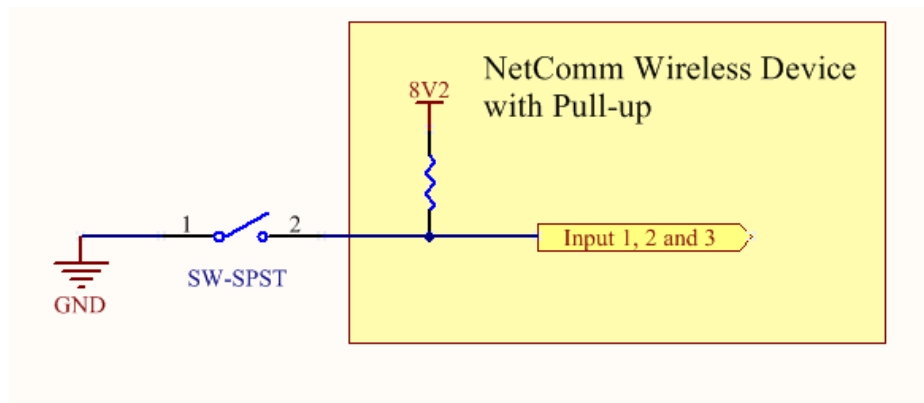 NetComm Wireless Device
with Pull-up
8V2
1
2
Input 1, 2 and 3
SW-SPST
GND